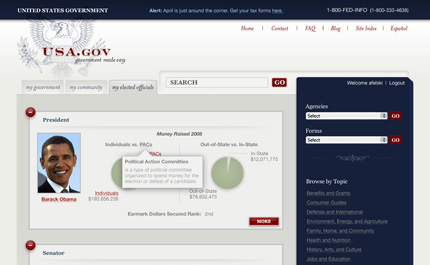 UNITED STATES GOVERNMENT
Alert: April is just around the corner. Get your tax forms here.
1-800-FED-INFO (1-800-333-4636)
Home | Contact | FAQ | Blog | Site Index | Español
USA.GOV
government made easy
my government
my community
my elected officials
SEARCH
GO
Welcome afelski | Logout
President
Money Raised 2008
Individuals vs. PACs
Out-of-State vs. In-State
PACs
In-State
$12,071,775
Political Action Committees
is a type of political committee
organized to spend money for the
election or defeat of a candidate.
Individuals
Out-of-State
$76,802,473
Barack Obama
Earmark Dollars Secured Rank: 2nd
MORE
Senator
Agencies
Select
GO
Forms
Select
GO
Browse by Topic
Benefits and Grants
Consumer Guides
Defense and International
Environment, Energy, and Agriculture
Family, Home, and Community
Health and Nutrition
History, Arts, and Culture
Jobs and Education